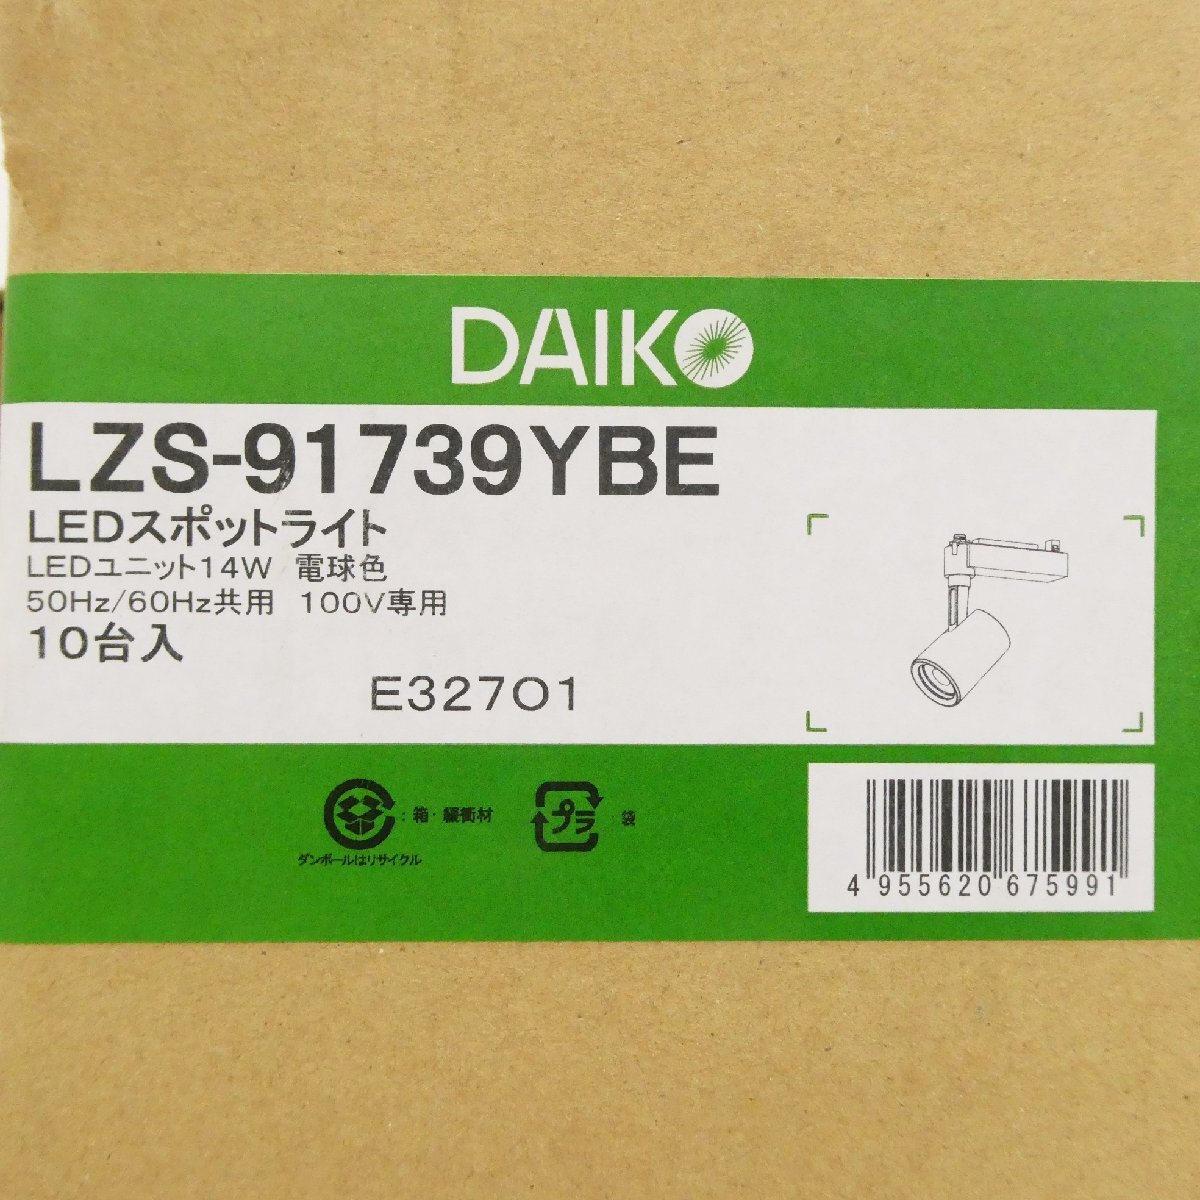 DAIKO
LZS-91739YBE
LEDスポットライト
LEDユニット14W 電球色
50Hz/60Hz共用 100V専用
10台入
E32701
：箱・緩衝材
ダンボールはリサイクル
プラ
袋
4 955620 675991